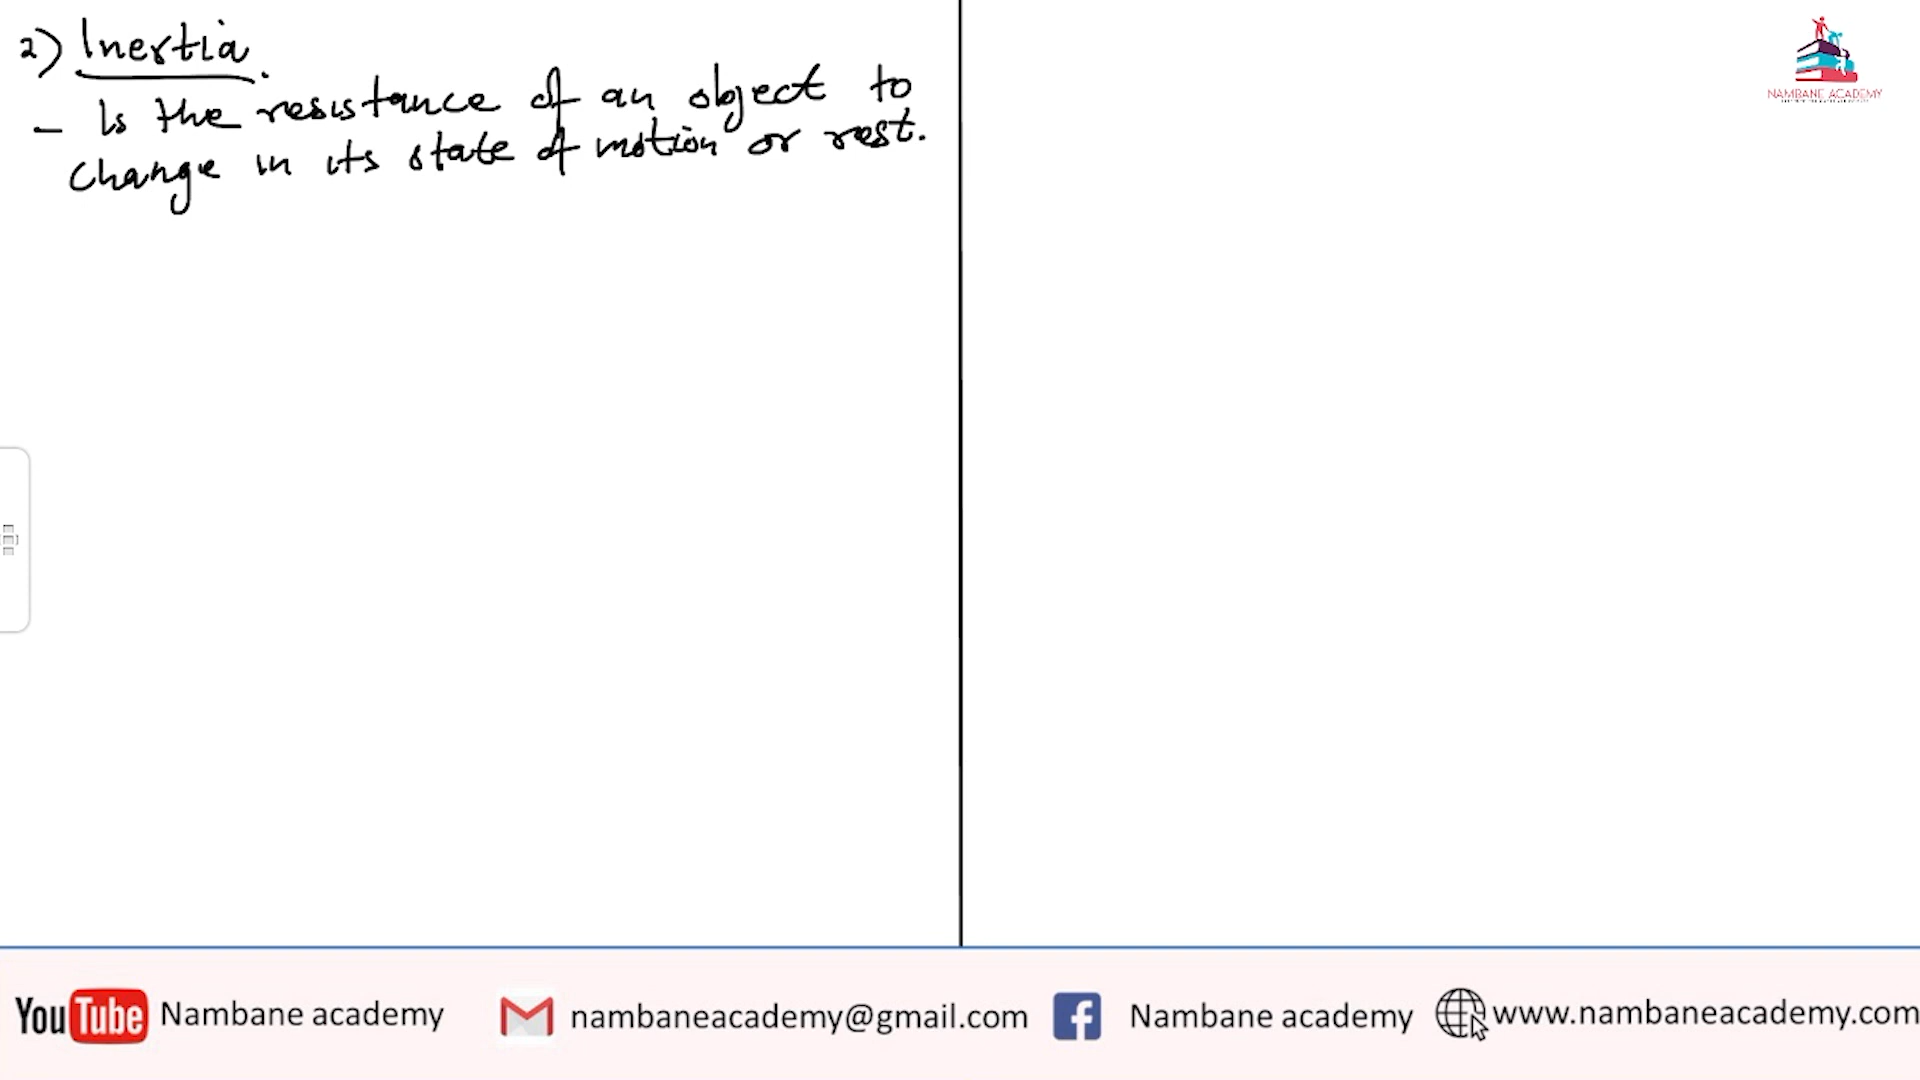 2) Inertia.
- Is the resistance of an object to
change in its state of motion or rest.
NAMBANE ACADEMY
YouTube Nambane academy nambaneacademy@gmail.com Nambane academy www.nambaneacademy.com